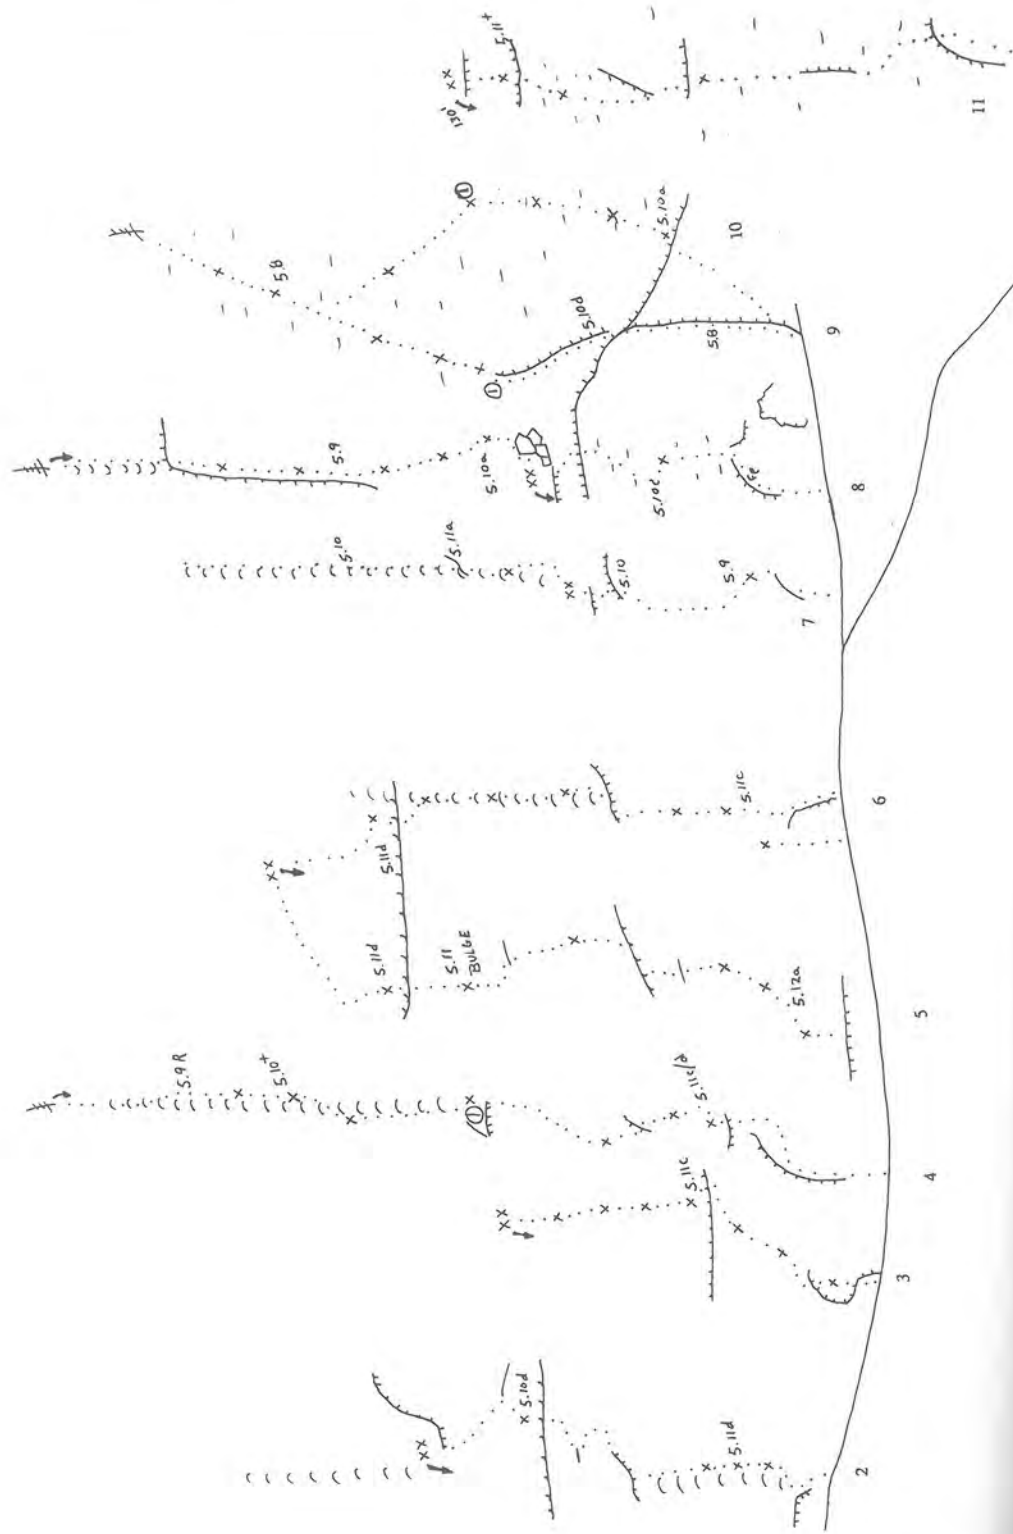 5.11d
x 5.10d
XX
2
5.11c
XX
3
5.11c/d
①
5.10+
5.9 R
4
5.12a
5.11
BULGE
5.11d
5
5.11c
5.11d
XX
6
5.9
5.10
XX
5.11a
5.10
7
5.10c
XX
5.10a
5.9
8
5.8
5.10d
①
5.8
9
5.10a
①
10
5.11+
XX
130'
11